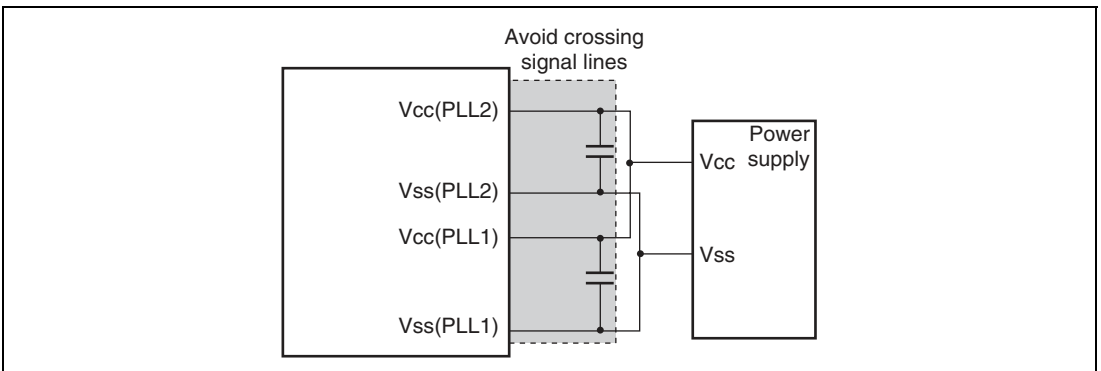 Avoid crossing
signal lines
Vcc(PLL2)
Vss(PLL2)
Vcc(PLL1)
Vss(PLL1)
Power
supply
Vcc
Vss